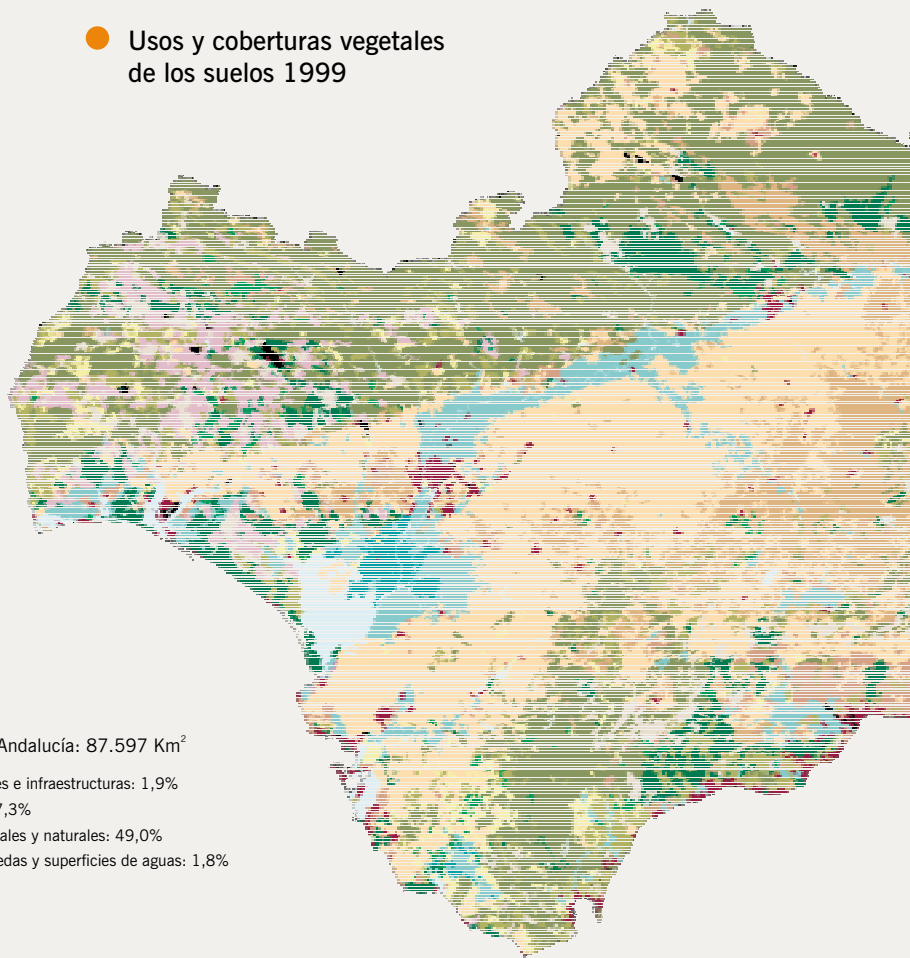 Usos y coberturas vegetales
de los suelos 1999
Andalucía: 87.597 Km²
es e infraestructuras: 1,9%
7,3%
ales y naturales: 49,0%
edas y superficies de aguas: 1,8%